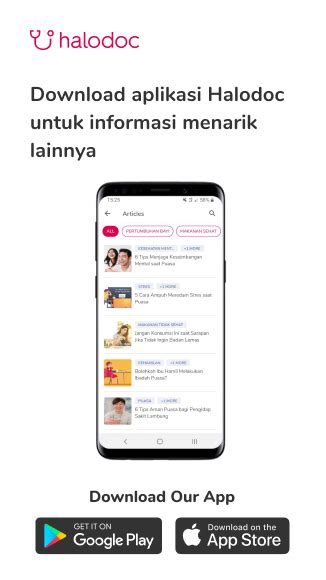 halodoc
Download aplikasi Halodoc
untuk informasi menarik
lainnya
15:25
58%
Articles
ALL
PERTUMBUHAN BAYI
MAKANAN SEHAT
KESEHATAN MENT... +1 MORE
6 Tips Menjaga Keseimbangan
Mental saat Puasa
STRES +1 MORE
5 Cara Ampuh Meredam Stres saat
Puasa
MAKANAN TIDAK SEHAT
Jangan Konsumsi Ini saat Sarapan
Jika Tidak Ingin Badan Lemas
KEHAMILAN +1 MORE
Bolehkah Ibu Hamil Melakukan
Ibadah Puasa?
PUASA +1 MORE
6 Tips Aman Puasa bagi Pengidap
Sakit Lambung
Download Our App
GET IT ON
Google Play
Download on the
App Store